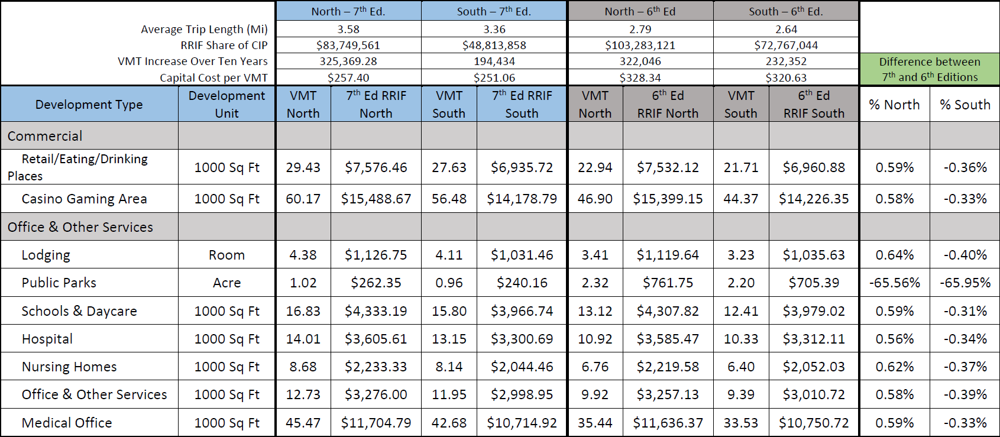 North – 7th Ed. South – 7th Ed. North – 6th Ed South – 6th Ed.
Average Trip Length (Mi) 3.58 3.36 2.79 2.64
RRIF Share of CIP $83,749,561 $48,813,858 $103,283,121 $72,767,044
VMT Increase Over Ten Years 325,369.28 194,434 322,046 232,352 Difference between
Capital Cost per VMT $257.40 $251.06 $328.34 $320.63 7th and 6th Editions
Development Type Development Unit VMT North 7th Ed RRIF North VMT South 7th Ed RRIF South VMT North 6th Ed RRIF North VMT South 6th Ed RRIF South % North % South
Commercial
Retail/Eating/Drinking Places 1000 Sq Ft 29.43 $7,576.46 27.63 $6,935.72 22.94 $7,532.12 21.71 $6,960.88 0.59% -0.36%
Casino Gaming Area 1000 Sq Ft 60.17 $15,488.67 56.48 $14,178.79 46.90 $15,399.15 44.37 $14,226.35 0.58% -0.33%
Office & Other Services
Lodging Room 4.38 $1,126.75 4.11 $1,031.46 3.41 $1,119.64 3.23 $1,035.63 0.64% -0.40%
Public Parks Acre 1.02 $262.35 0.96 $240.16 2.32 $761.75 2.20 $705.39 -65.56% -65.95%
Schools & Daycare 1000 Sq Ft 16.83 $4,333.19 15.80 $3,966.74 13.12 $4,307.82 12.41 $3,979.02 0.59% -0.31%
Hospital 1000 Sq Ft 14.01 $3,605.61 13.15 $3,300.69 10.92 $3,585.47 10.33 $3,312.11 0.56% -0.34%
Nursing Homes 1000 Sq Ft 8.68 $2,233.33 8.14 $2,044.46 6.76 $2,219.58 6.40 $2,052.03 0.62% -0.37%
Office & Other Services 1000 Sq Ft 12.73 $3,276.00 11.95 $2,998.95 9.92 $3,257.13 9.39 $3,010.72 0.58% -0.39%
Medical Office 1000 Sq Ft 45.47 $11,704.79 42.68 $10,714.92 35.44 $11,636.37 33.53 $10,750.72 0.59% -0.33%